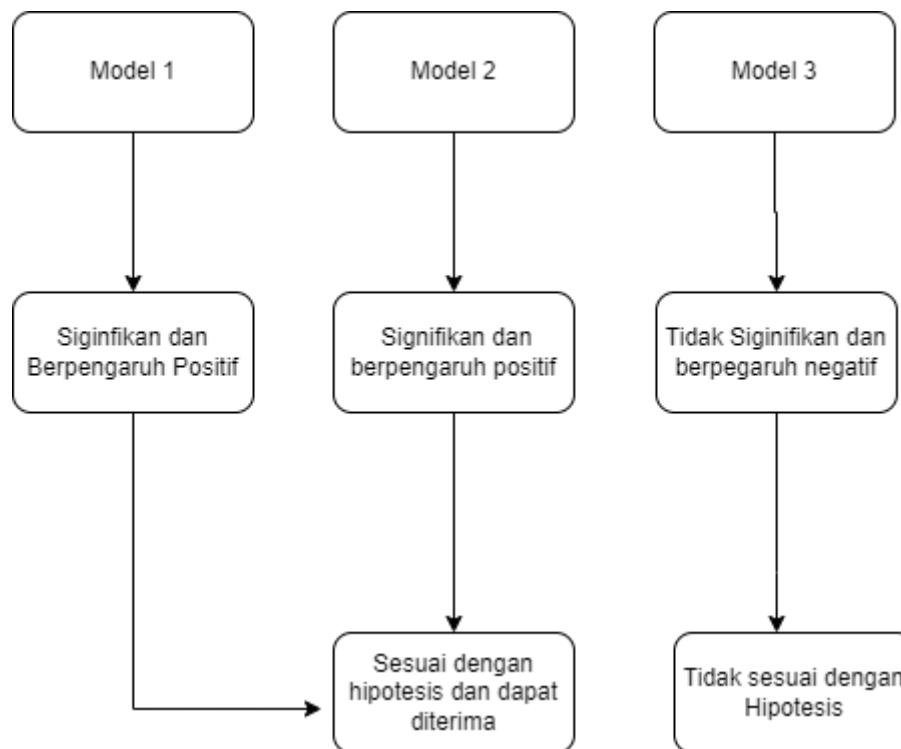 Model 1
Model 2
Model 3
Siginfikan dan
Berpengaruh Positif
Signifikan dan
berpengaruh positif
Tidak Siginifikan dan
berpegaruh negatif
Sesuai dengan
hipotesis dan dapat
diterima
Tidak sesuai dengan
Hipotesis